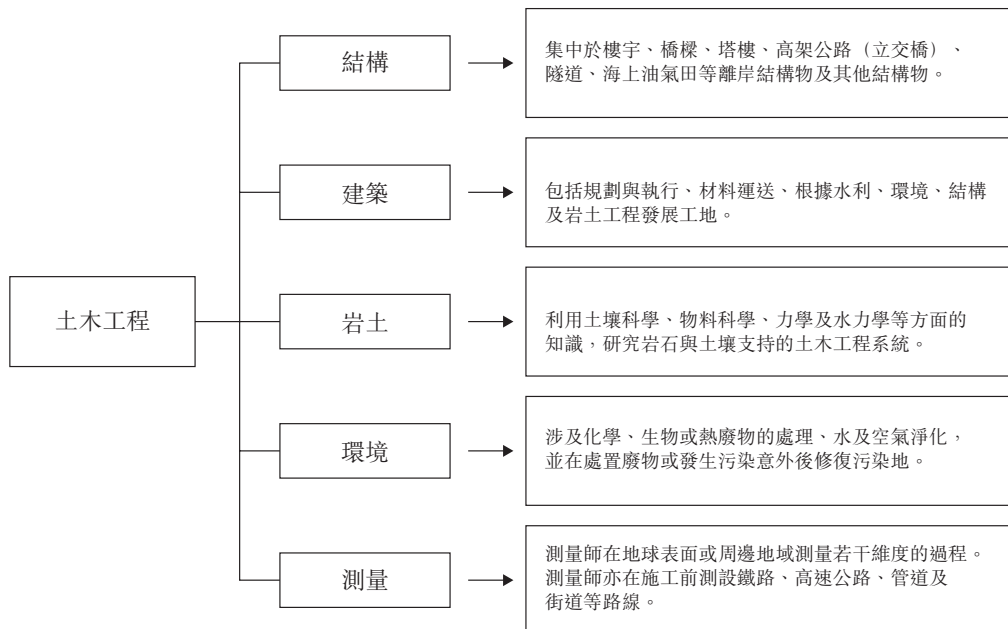 土木工程
結構
集中於樓宇、橋樑、塔樓、高架公路（立交橋）、
隧道、海上油氣田等離岸結構物及其他結構物。
建築
包括規劃與執行、材料運送、根據水利、環境、結構
及岩土工程發展工地。
岩土
利用土壤科學、物料科學、力學及水力學等方面的
知識，研究岩石與土壤支持的土木工程系統。
環境
涉及化學、生物或熱廢物的處理、水及空氣淨化，
並在處置廢物或發生污染意外後修復污染地。
測量
測量師在地球表面或周邊地域測量若干維度的過程。
測量師亦在施工前測設鐵路、高速公路、管道及
街道等路線。